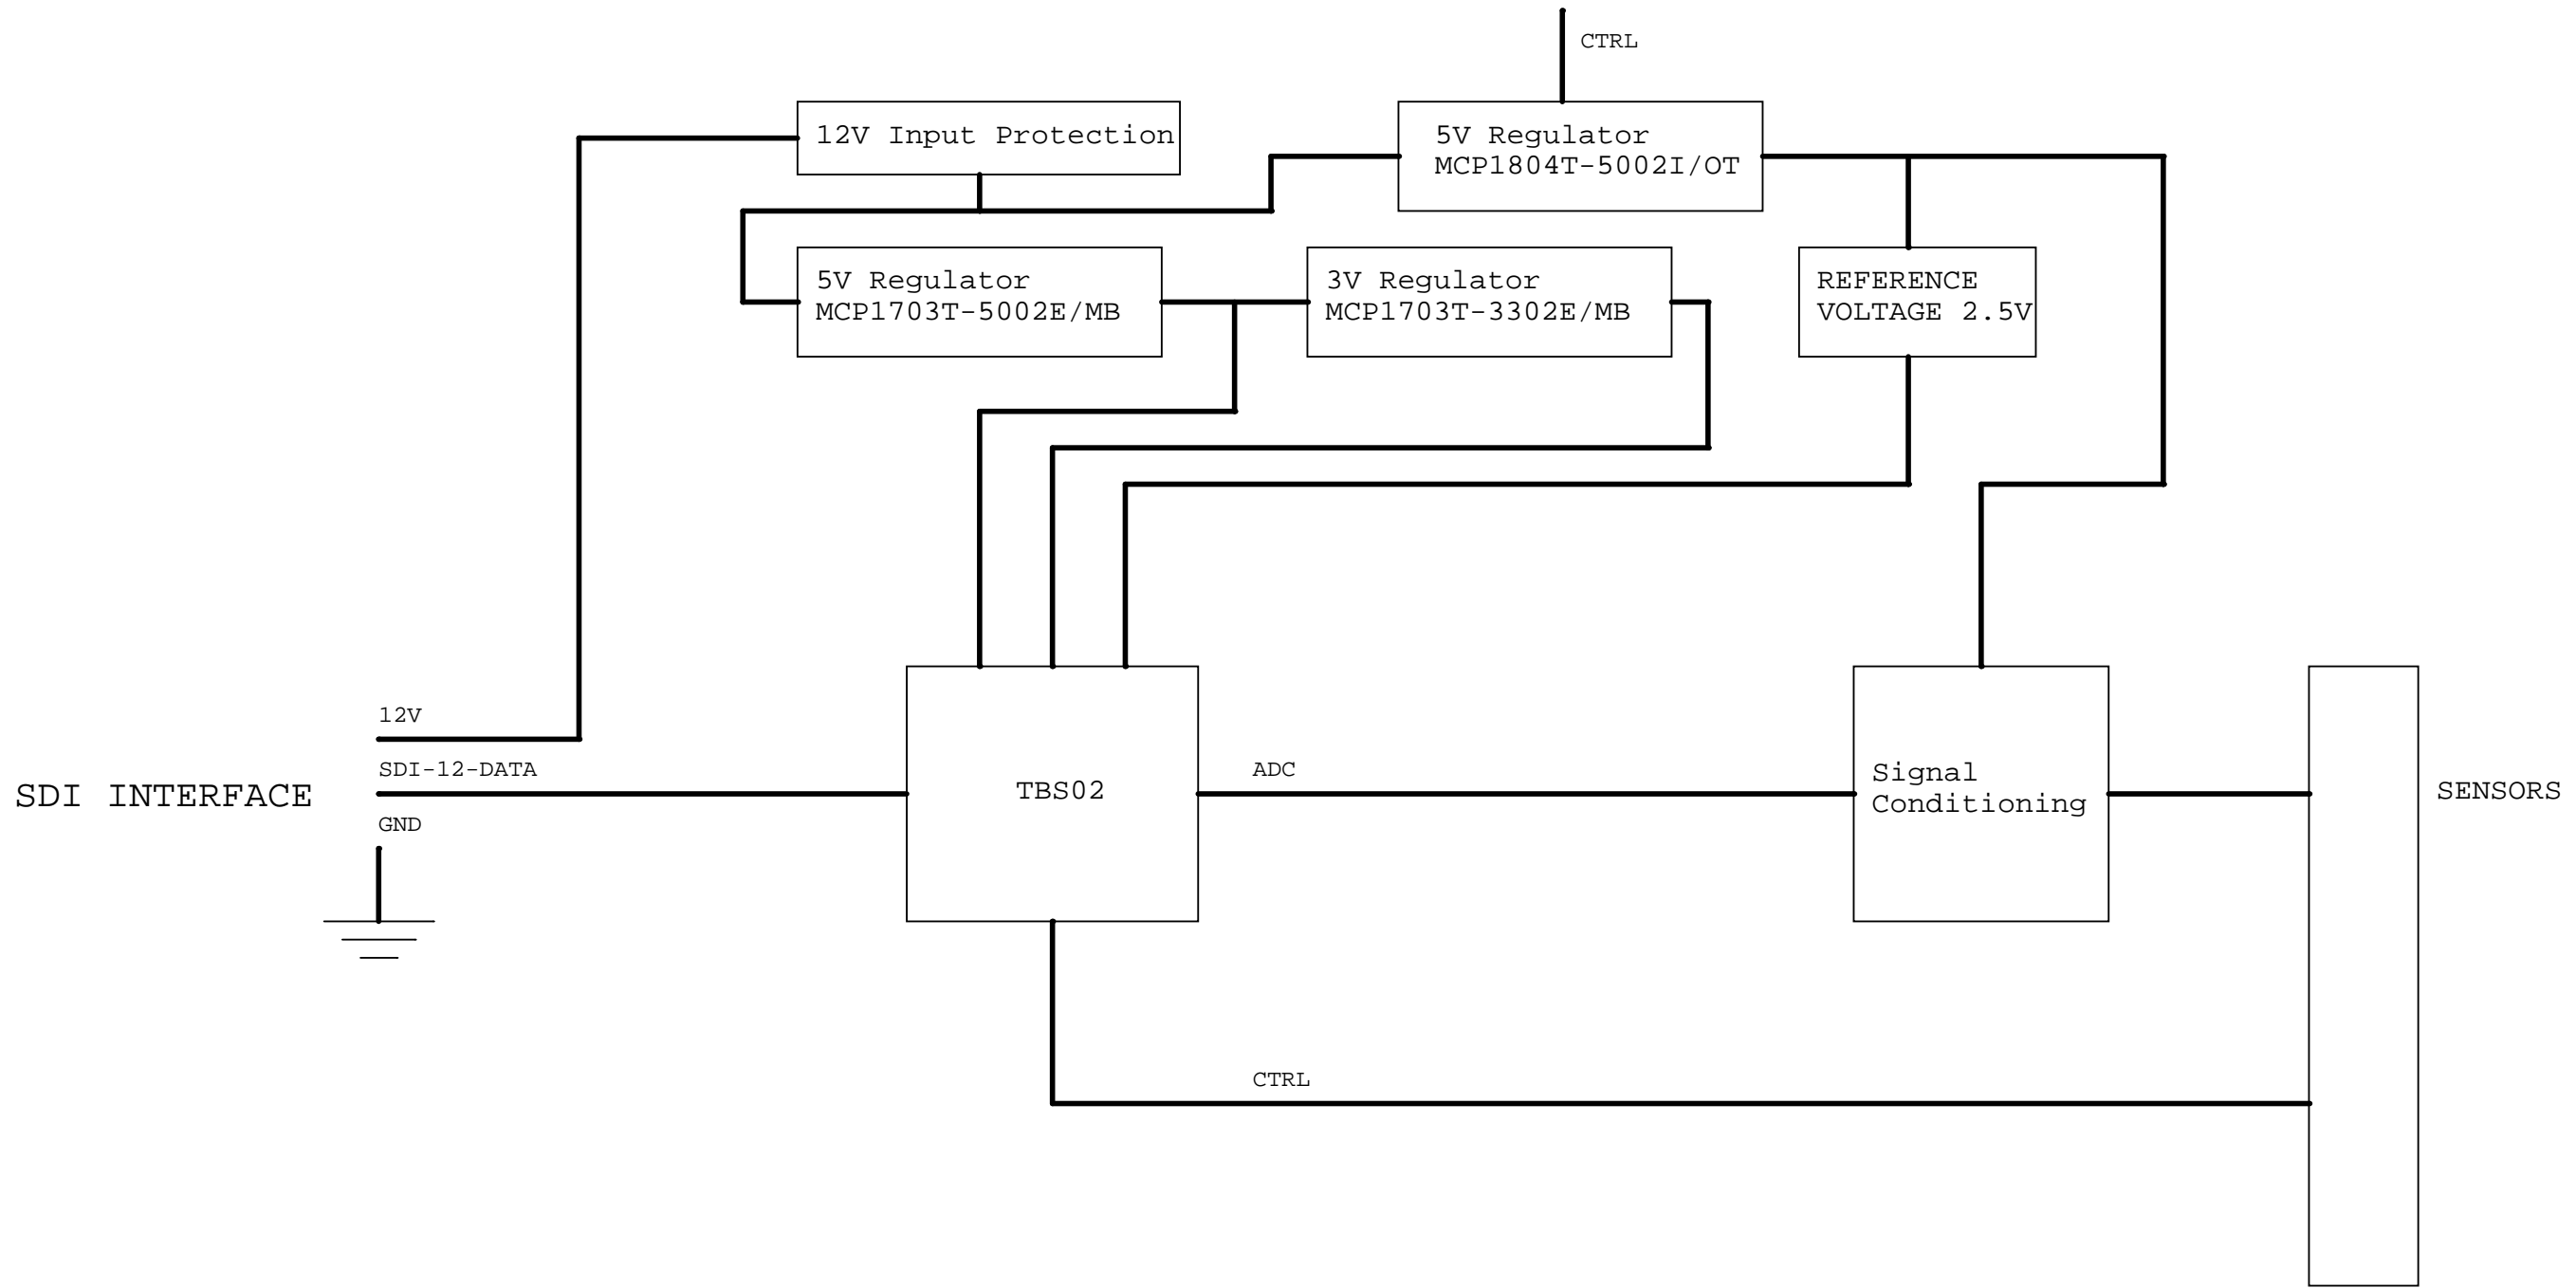 CTRL
12V Input Protection
5V Regulator
MCP1804T-5002I/OT
5V Regulator
MCP1703T-5002E/MB
3V Regulator
MCP1703T-3302E/MB
REFERENCE
VOLTAGE 2.5V
12V
SDI-12-DATA
SDI INTERFACE
GND
TBS02
ADC
Signal
Conditioning
SENSORS
CTRL